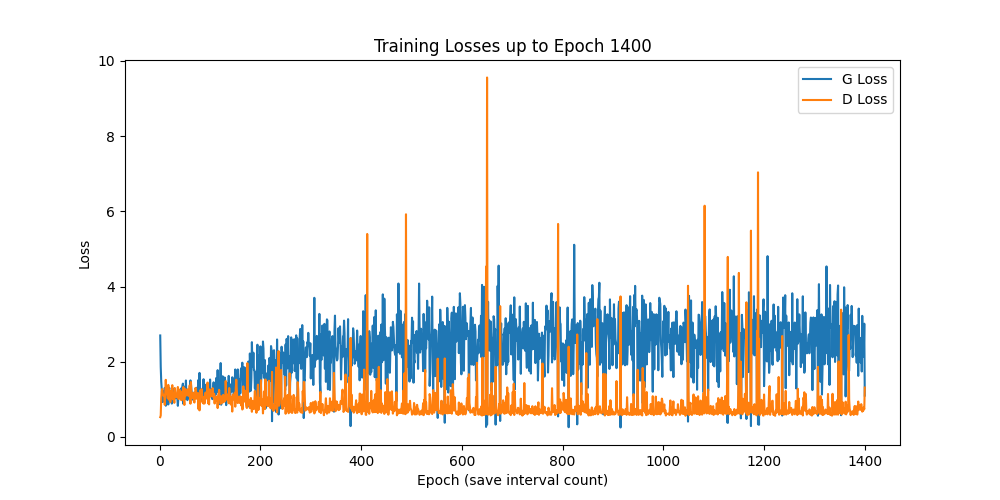 Training Losses up to Epoch 1400
G Loss
D Loss
10
8
6
4
2
0
Loss
0 200 400 600 800 1000 1200 1400
Epoch (save interval count)